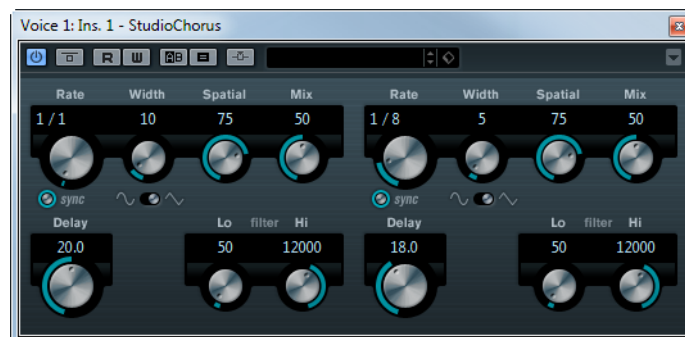 Voice 1: Ins. 1 - StudioChorus
R W A B
Rate Width Spatial Mix Rate Width Spatial Mix
1 / 1 10 75 50 1 / 8 5 75 50
sync sync
Delay Lo filter Hi Delay Lo filter Hi
20.0 50 12000 18.0 50 12000